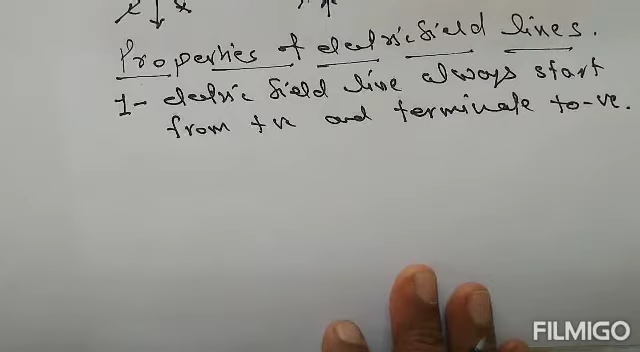 Properties of electric field lines.
1- electric field line always start
from +ve and terminate to -ve.
FILMIGO